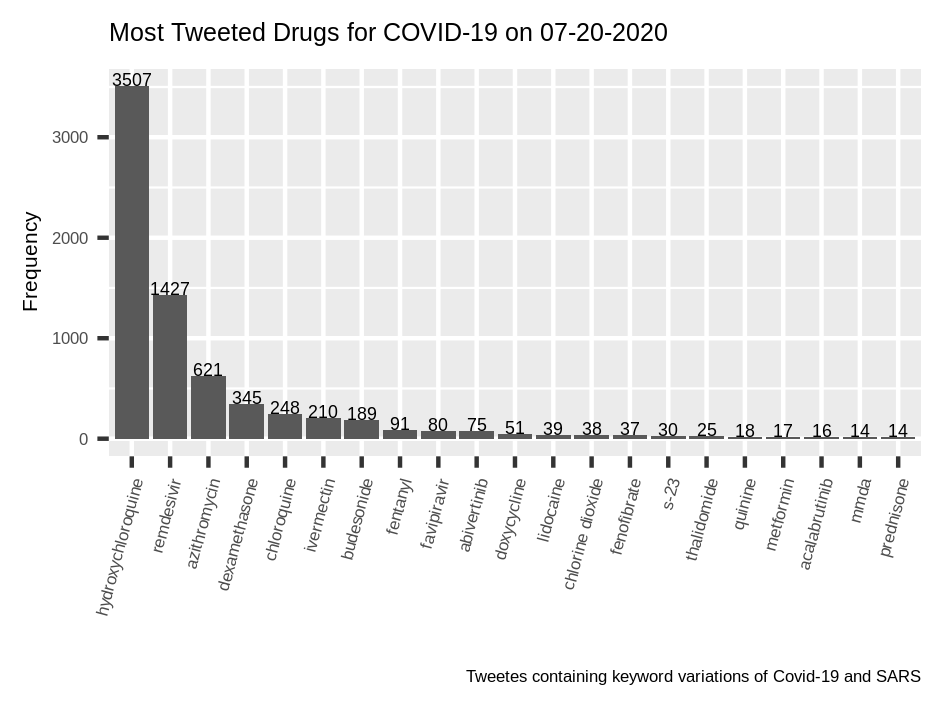 Most Tweeted Drugs for COVID-19 on 07-20-2020
Frequency
3000
2000
1000
0
3507
1427
621
345
248
210
189
91
80
75
51
39
38
37
30
25
18
17
16
14
14
hydroxychloroquine
remdesivir
azithromycin
dexamethasone
chloroquine
ivermectin
budesonide
fentanyl
favipiravir
abivertinib
doxycycline
lidocaine
chlorine dioxide
fenofibrate
s-23
thalidomide
quinine
metformin
acalabrutinib
mmda
prednisone
Tweetes containing keyword variations of Covid-19 and SARS